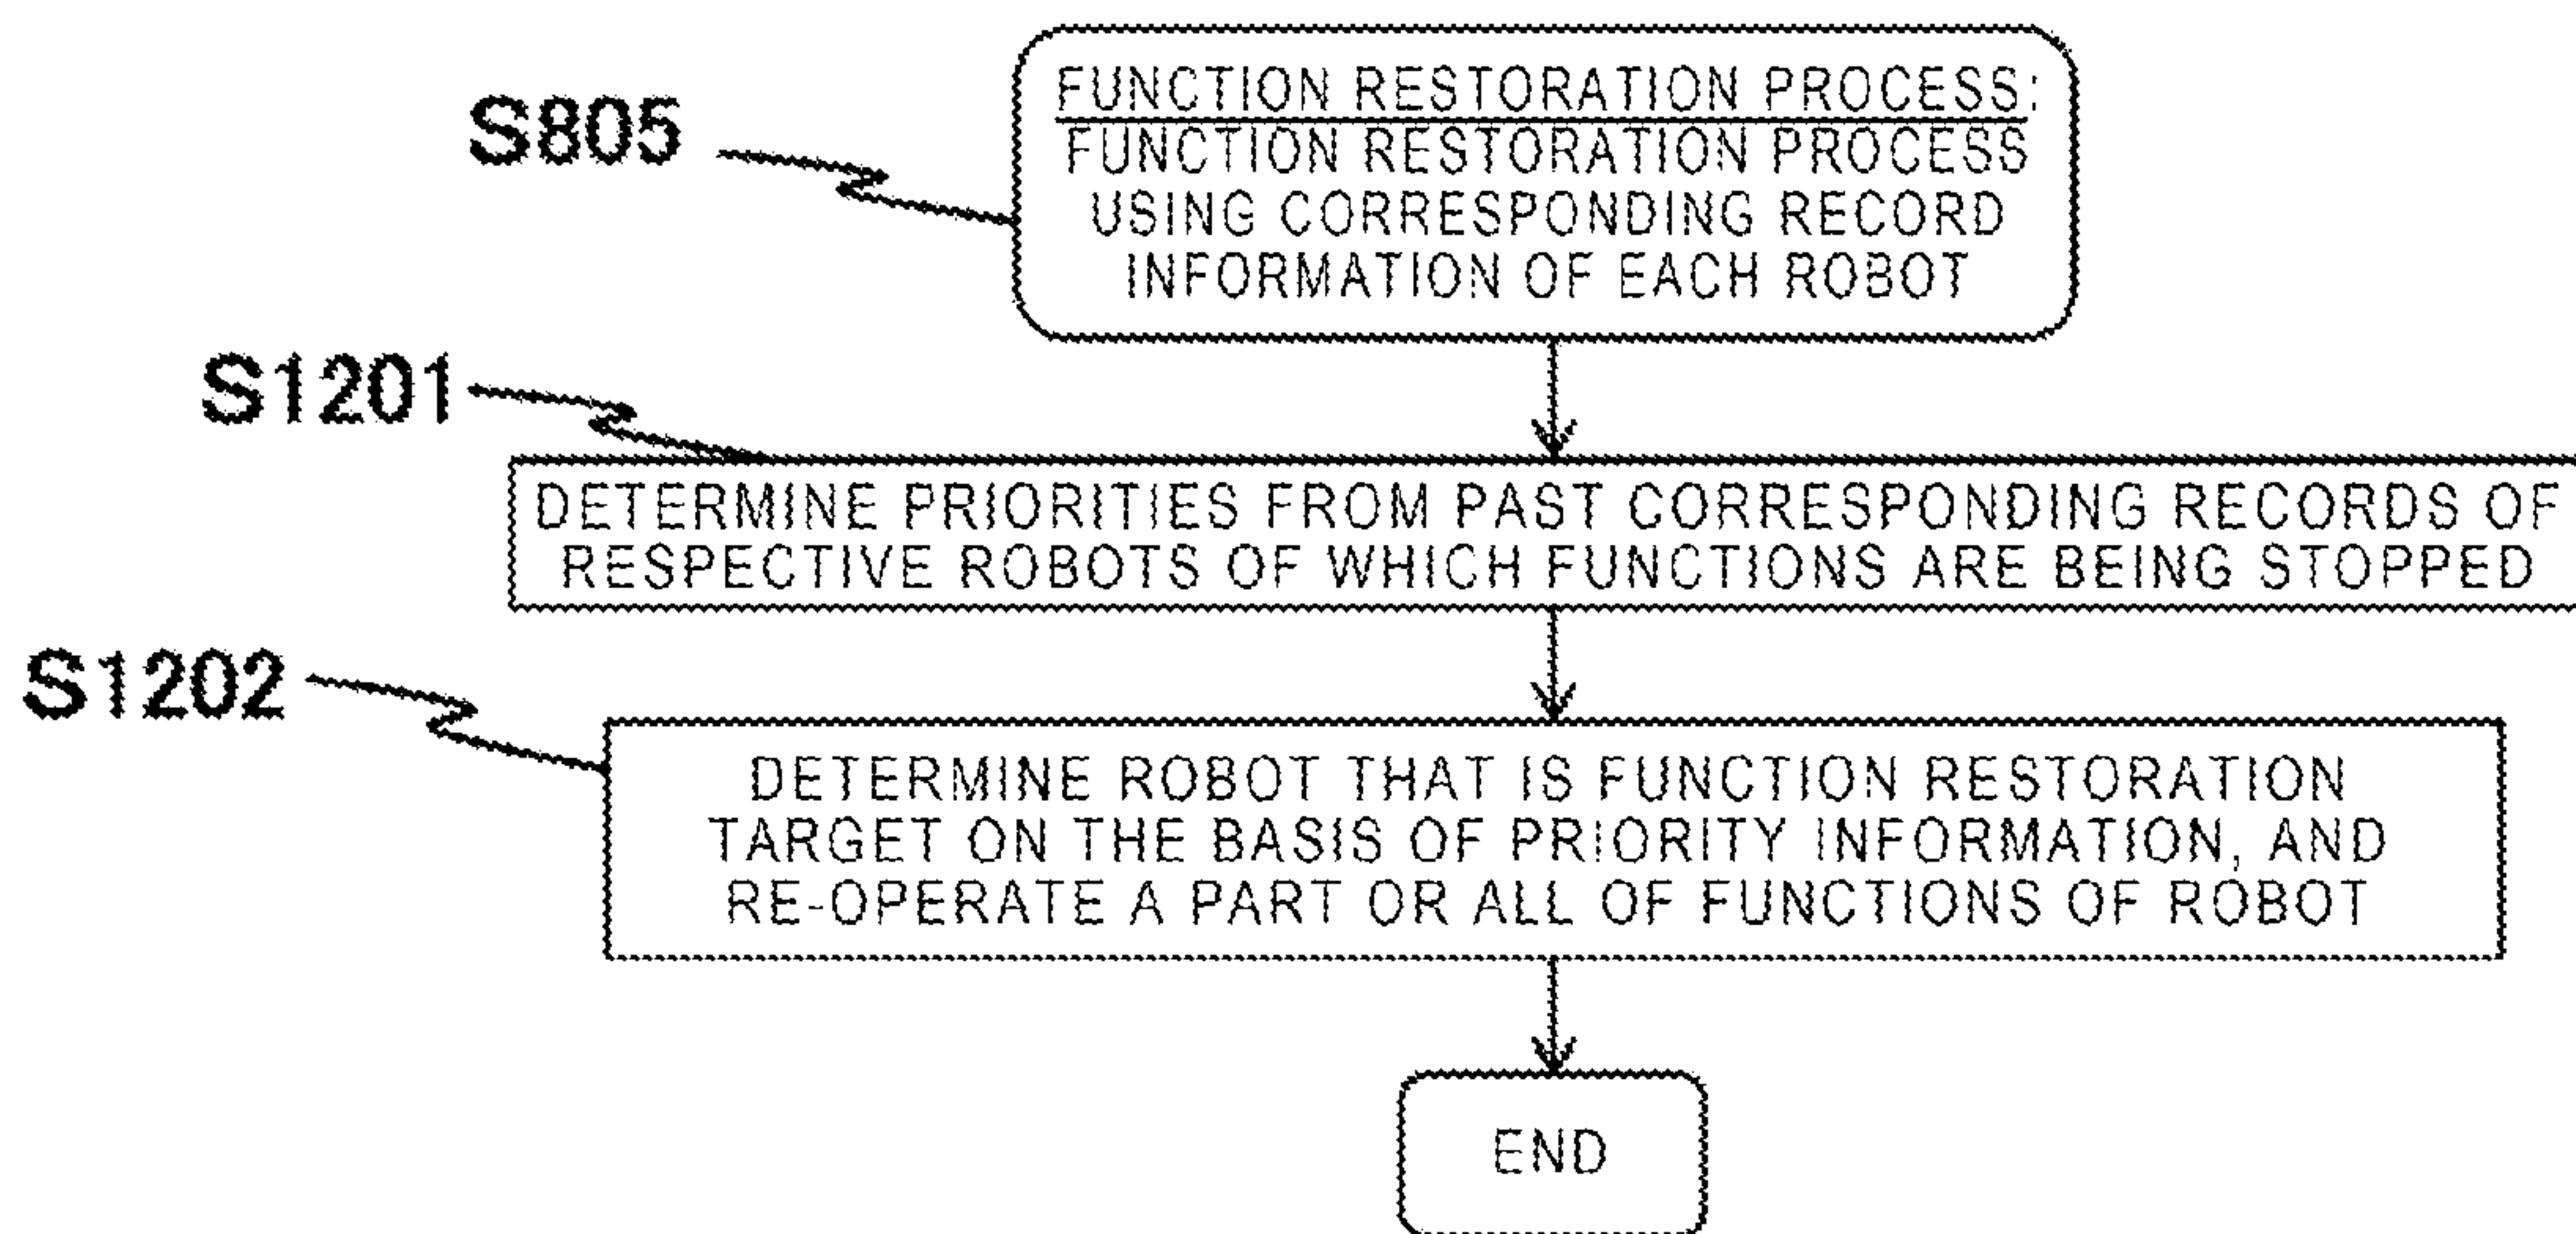 S805
FUNCTION RESTORATION PROCESS:
FUNCTION RESTORATION PROCESS
USING CORRESPONDING RECORD
INFORMATION OF EACH ROBOT
S1201
DETERMINE PRIORITIES FROM PAST CORRESPONDING RECORDS OF
RESPECTIVE ROBOTS OF WHICH FUNCTIONS ARE BEING STOPPED
S1202
DETERMINE ROBOT THAT IS FUNCTION RESTORATION
TARGET ON THE BASIS OF PRIORITY INFORMATION, AND
RE-OPERATE A PART OR ALL OF FUNCTIONS OF ROBOT
END